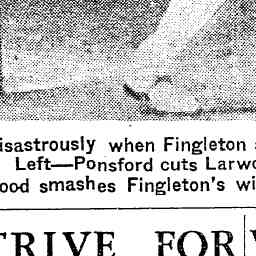 isastrously when Fingleton
Left—Ponsford cuts Larwo
ood smashes Fingleton's wi
TRIVE FOR